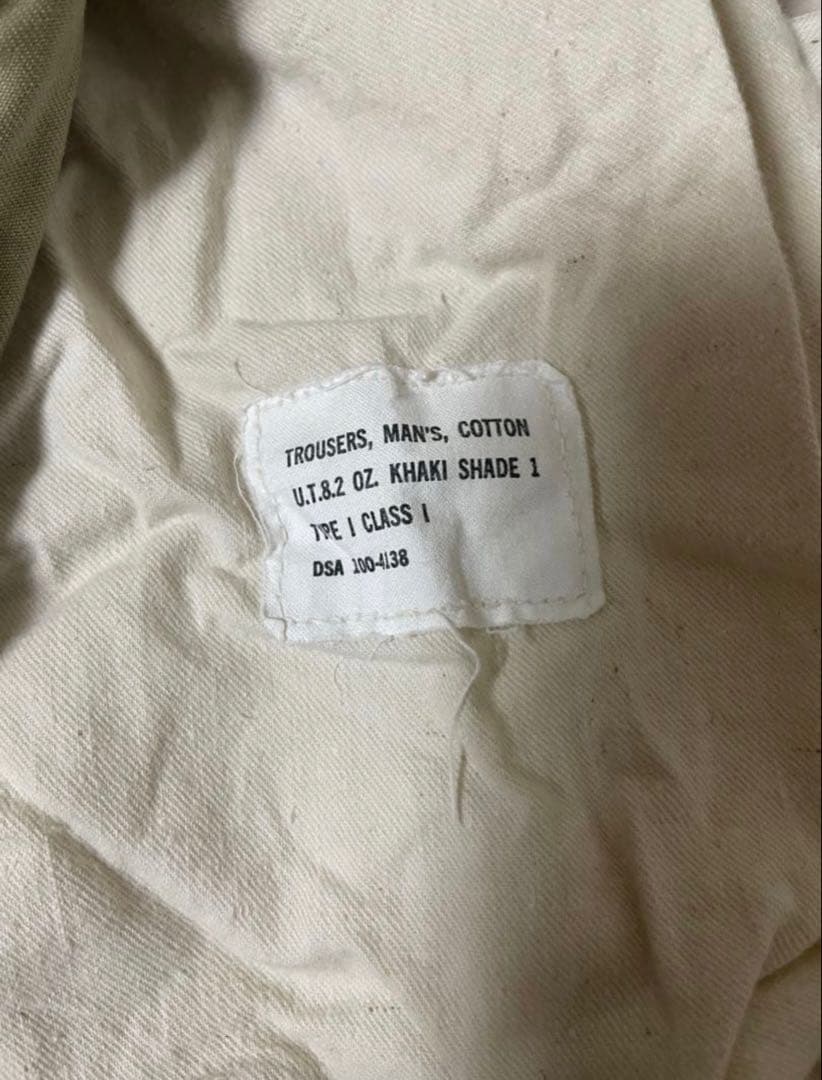 TROUSERS, MAN'S, COTTON
U.T.8.2 OZ. KHAKI SHADE 1
TYPE I CLASS I
DSA 100-4138